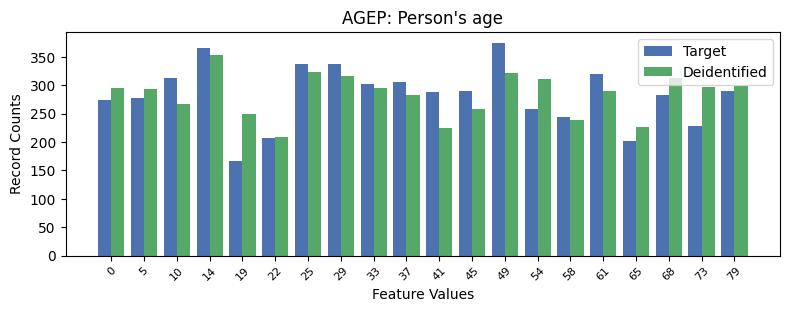 AGEP: Person's age
Target
Deidentified
Record Counts
350
300
250
200
150
100
50
0
0 5 10 14 19 22 25 29 33 37 41 45 49 54 58 61 65 68 73 79
Feature Values